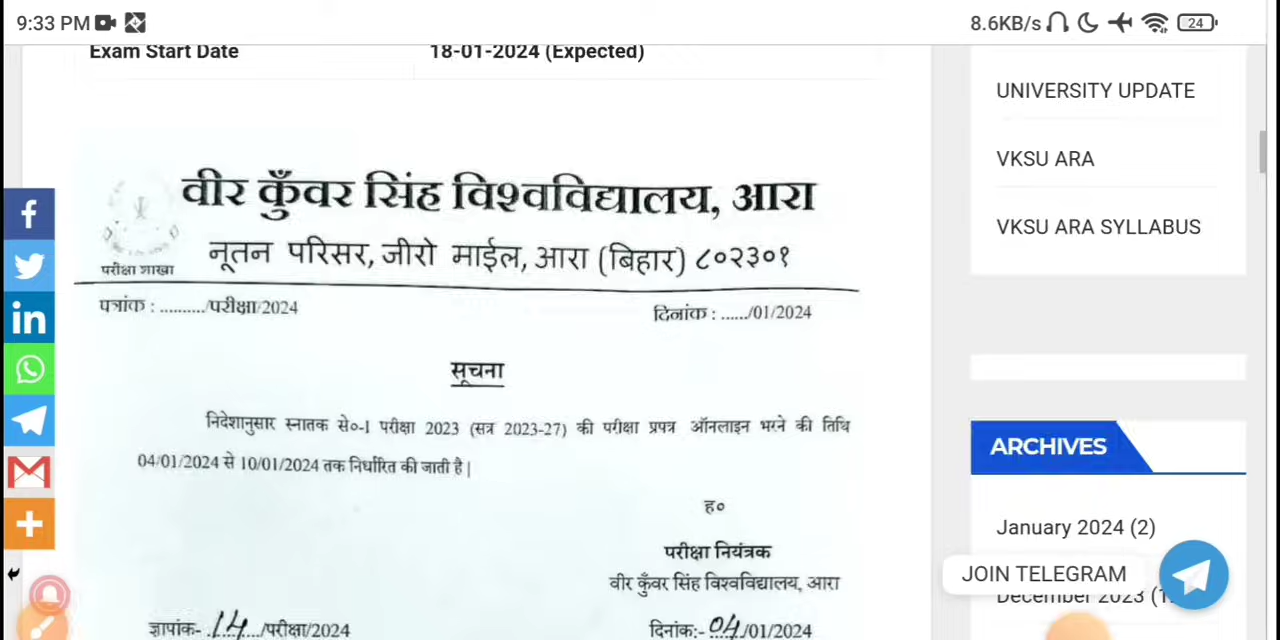 9:33 PM
8.6KB/s
24
Exam Start Date
18-01-2024 (Expected)
वीर कुँवर सिंह विश्वविद्यालय, आरा
नूतन परिसर, जीरो माईल, आरा (बिहार) ८०२३०१
परीक्षा शाखा
पत्रांक : ........../परीक्षा/2024
दिनांक : ....../01/2024
सूचना
निदेशानुसार स्नातक से०-I परीक्षा 2023 (सत्र 2023-27) की परीक्षा प्रपत्र ऑनलाइन भरने की तिथि
04/01/2024 से 10/01/2024 तक निर्धारित की जाती है|
ह०
परीक्षा नियंत्रक
वीर कुँवर सिंह विश्वविद्यालय, आरा
ज्ञापांक- .14.../परीक्षा/2024
दिनांक:- 04/01/2024
UNIVERSITY UPDATE
VKSU ARA
VKSU ARA SYLLABUS
ARCHIVES
January 2024 (2)
JOIN TELEGRAM
December 2023 (1